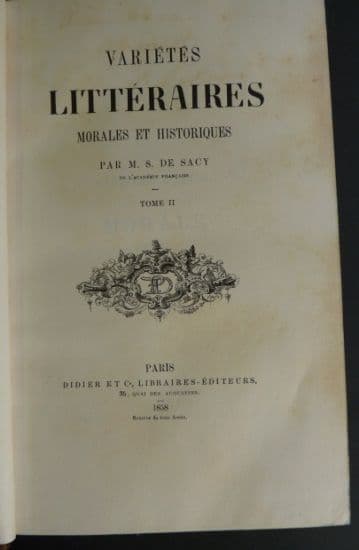 VARIÉTÉS
LITTÉRAIRES
MORALES ET HISTORIQUES
PAR M. S. DE SACY
DE L'ACADÉMIE FRANÇAISE
TOME II
PARIS
DIDIER ET Cᵉ, LIBRAIRES-ÉDITEURS,
35, QUAI DES AUGUSTINS.
1858